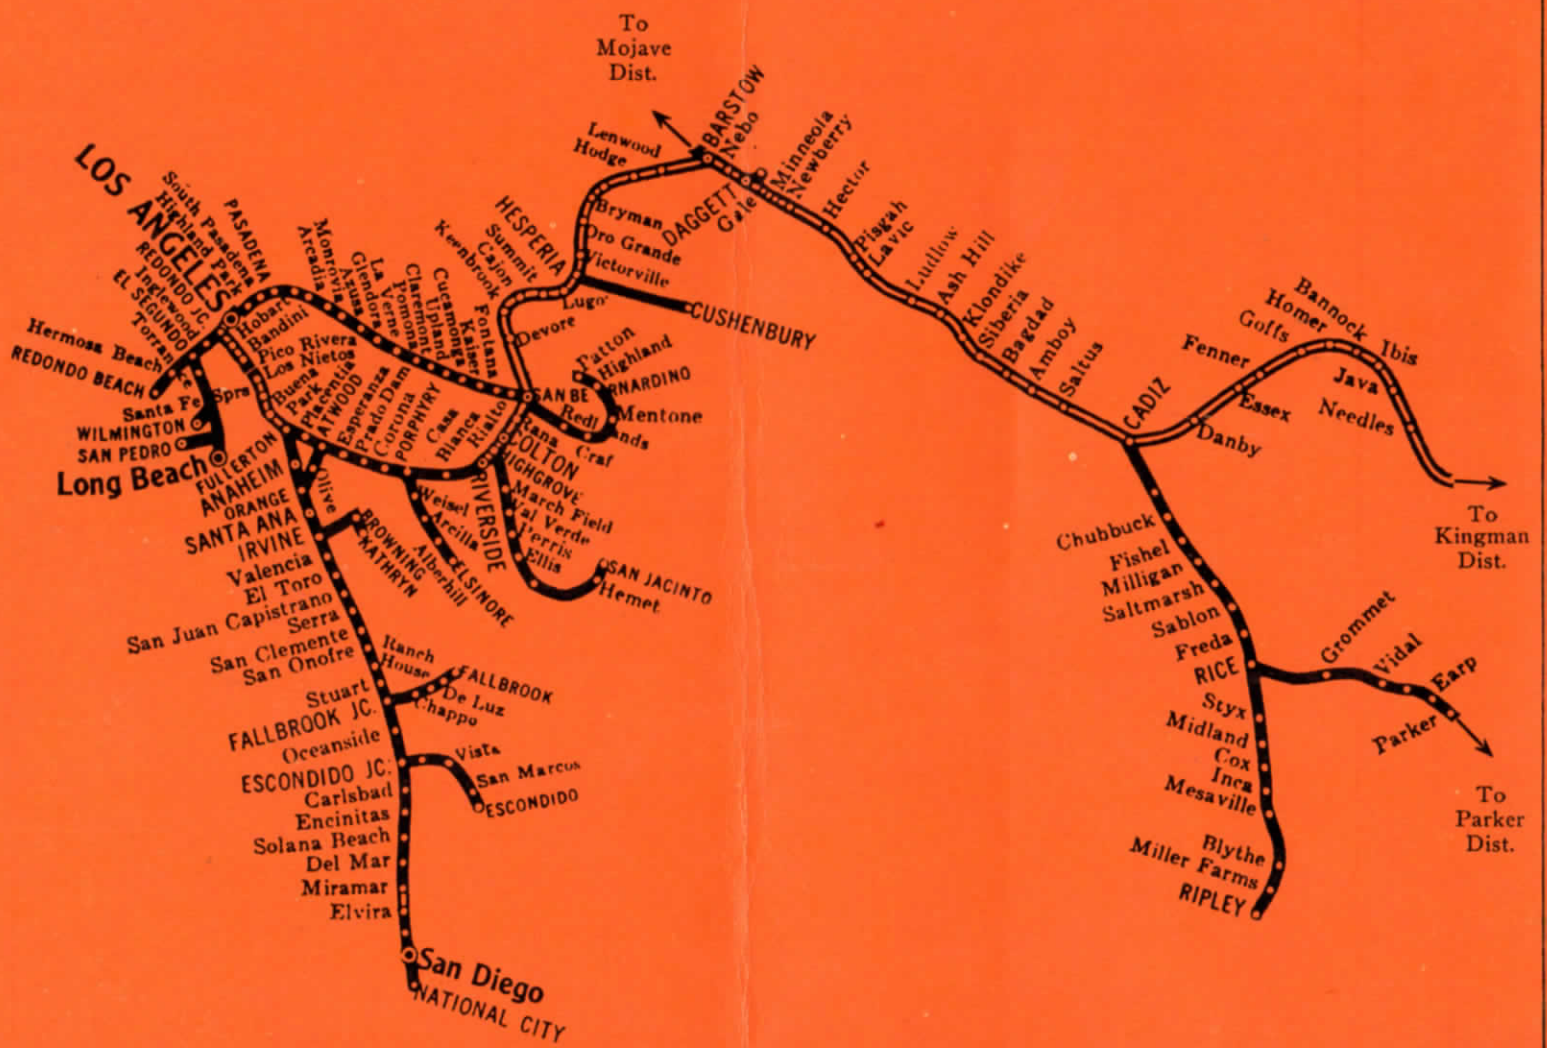 To
Mojave
Dist.
BARSTOW
Nebo
Lenwood
Hodge
Minneola
Newberry
DAGGETT
Gale
Hector
Pisgah
Lavic
Ludlow
Ash Hill
Klondike
Siberia
Bagdad
Amboy
Saltus
CADIZ
Danby
Essex
Fenner
Goffs
Homer
Bannock
Ibis
Java
Needles
To
Kingman
Dist.
Bryman
Oro Grande
Victorville
HESPERIA
Lugo
CUSHENBURY
Summit
Cajon
Keenbrook
Devore
LOS ANGELES
South Pasadena
Highland Park
PASADENA
REDONDO JC.
Inglewood
EL SEGUNDO
Torrance
Hermosa Beach
REDONDO BEACH
Santa Fe Sprs
WILMINGTON
SAN PEDRO
Long Beach
Arcadia
Monrovia
Azusa
Glendora
La Verne
Pomona
Claremont
Upland
Cucamonga
Kaiser
Fontana
SAN BERNARDINO
Patton
Highland
Mentone
Redlands
Craf
Hobart
Bandini
Pico Rivera
Los Nietos
Buena Park
Placentia
ATWOOD
Esperanza
Prado Dam
Corona
PORPHYRY
Casa Blanca
Rialto
Rana
COLTON
HIGHGROVE
RIVERSIDE
March Field
Val Verde
Perris
Ellis
SAN JACINTO
Hemet
Weisel
Arcilla
Alberhill
ELSINORE
FULLERTON
ANAHEIM
ORANGE
Olive
SANTA ANA
IRVINE
BROWNING
KATHRYN
Valencia
El Toro
San Juan Capistrano
Serra
San Clemente
San Onofre
Stuart
Ranch House
FALLBROOK
De Luz
Chappo
FALLBROOK JC.
Oceanside
ESCONDIDO JC.
Vista
San Marcos
ESCONDIDO
Carlsbad
Encinitas
Solana Beach
Del Mar
Miramar
Elvira
San Diego
NATIONAL CITY
Chubbuck
Fishel
Milligan
Saltmarsh
Sablon
Freda
RICE
Grommet
Vidal
Earp
Parker
To
Parker
Dist.
Styx
Midland
Cox
Inca
Mesaville
Blythe
Miller Farms
RIPLEY